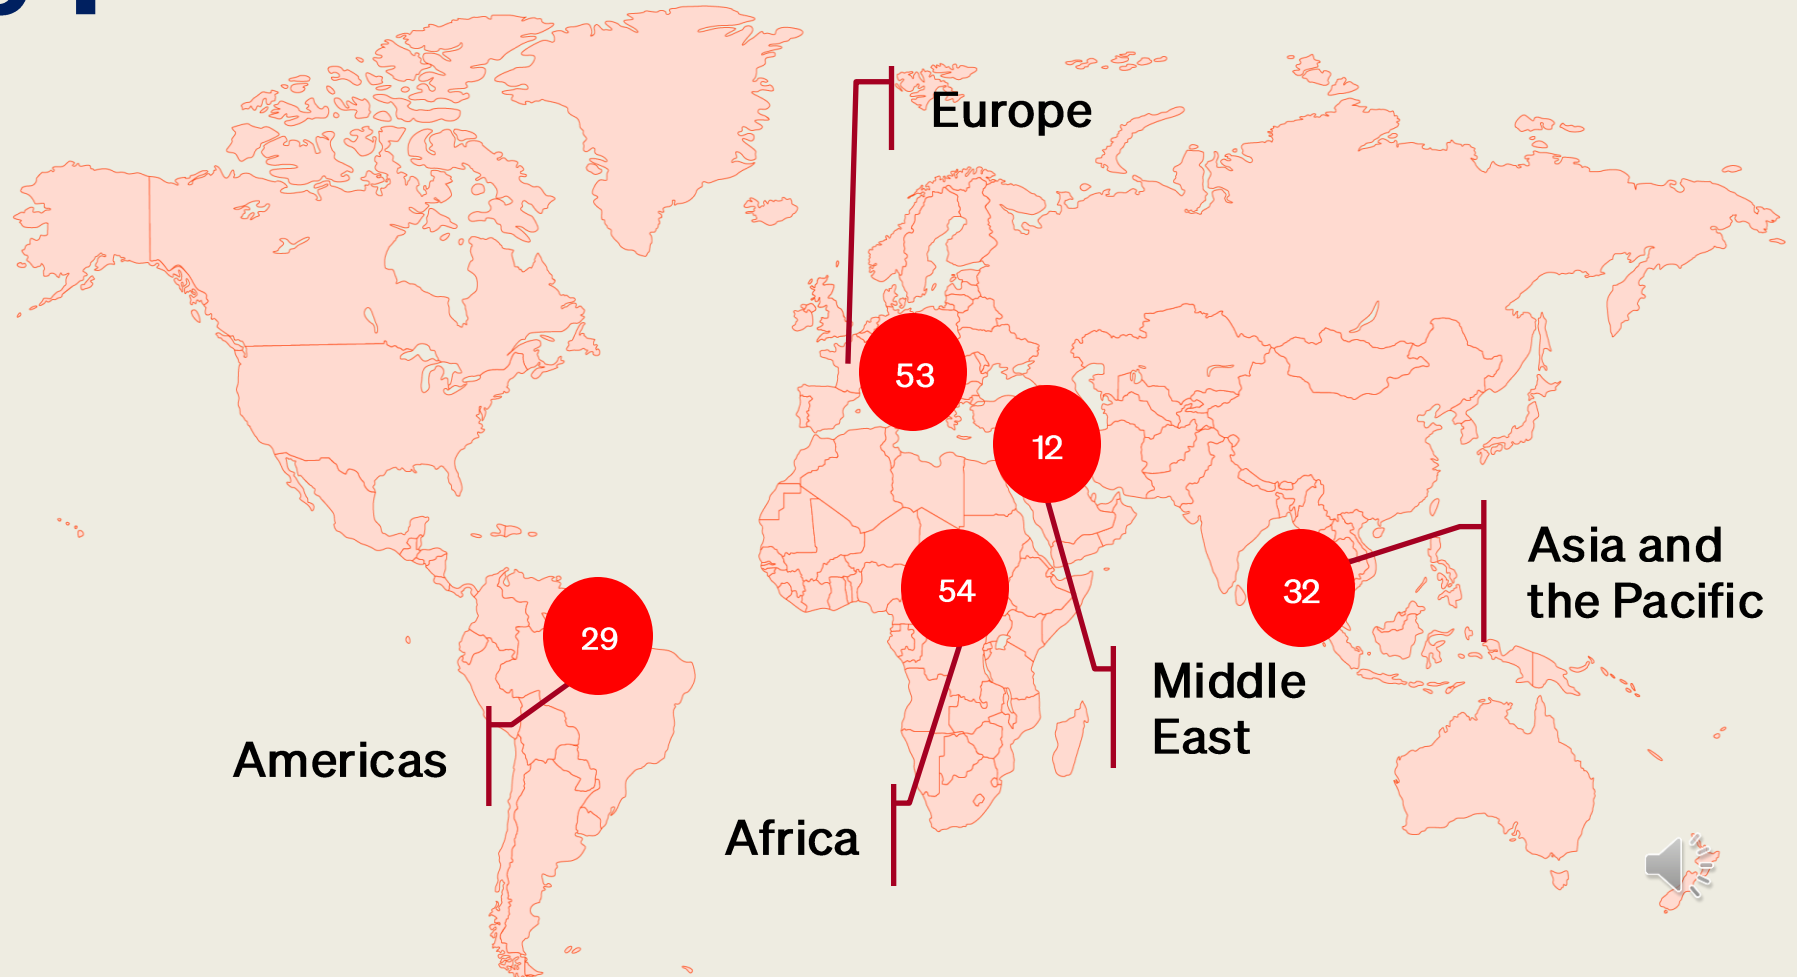 Europe
53
12
Asia and
the Pacific
54
32
29
Middle
East
Americas
Africa